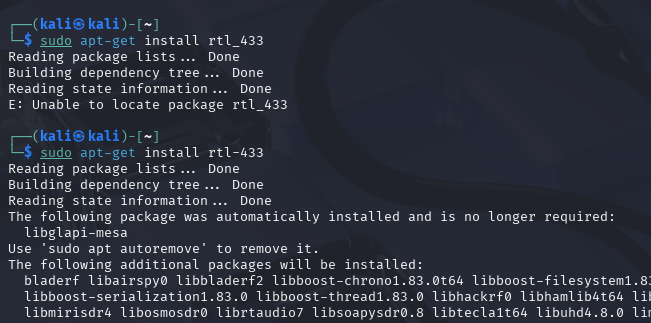 ┌──(kali㉿kali)-[~]
└─$ sudo apt-get install rtl_433
Reading package lists... Done
Building dependency tree... Done
Reading state information... Done
E: Unable to locate package rtl_433
┌──(kali㉿kali)-[~]
└─$ sudo apt-get install rtl-433
Reading package lists... Done
Building dependency tree... Done
Reading state information... Done
The following package was automatically installed and is no longer required:
libglapi-mesa
Use 'sudo apt autoremove' to remove it.
The following additional packages will be installed:
bladerf libairspy0 libbladerf2 libboost-chrono1.83.0t64 libboost-filesystem1.83
libboost-serialization1.83.0 libboost-thread1.83.0 libhackrf0 libhamlib4t64 li
libmirisdr4 libosmosdr0 librtaudio7 libsoapysdr0.8 libtecla1t64 libuhd4.8.0 lim